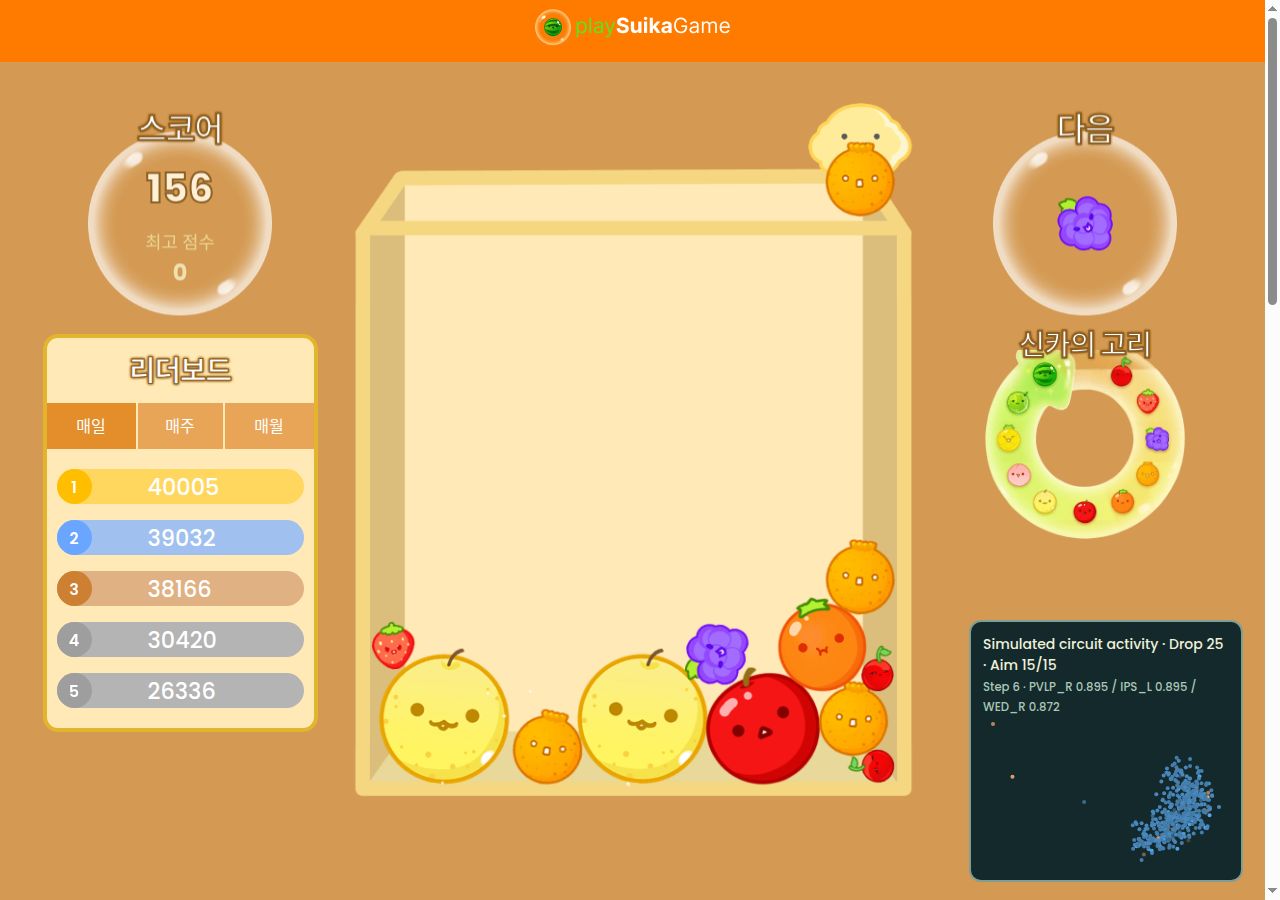 playSuikaGame
스코어
156
최고 점수
0
다음
신카의 고리
리더보드
매일 매주 매월
1 40005
2 39032
3 38166
4 30420
5 26336
Simulated circuit activity · Drop 25
· Aim 15/15
Step 6 · PVLP_R 0.895 / IPS_L 0.895 /
WED_R 0.872